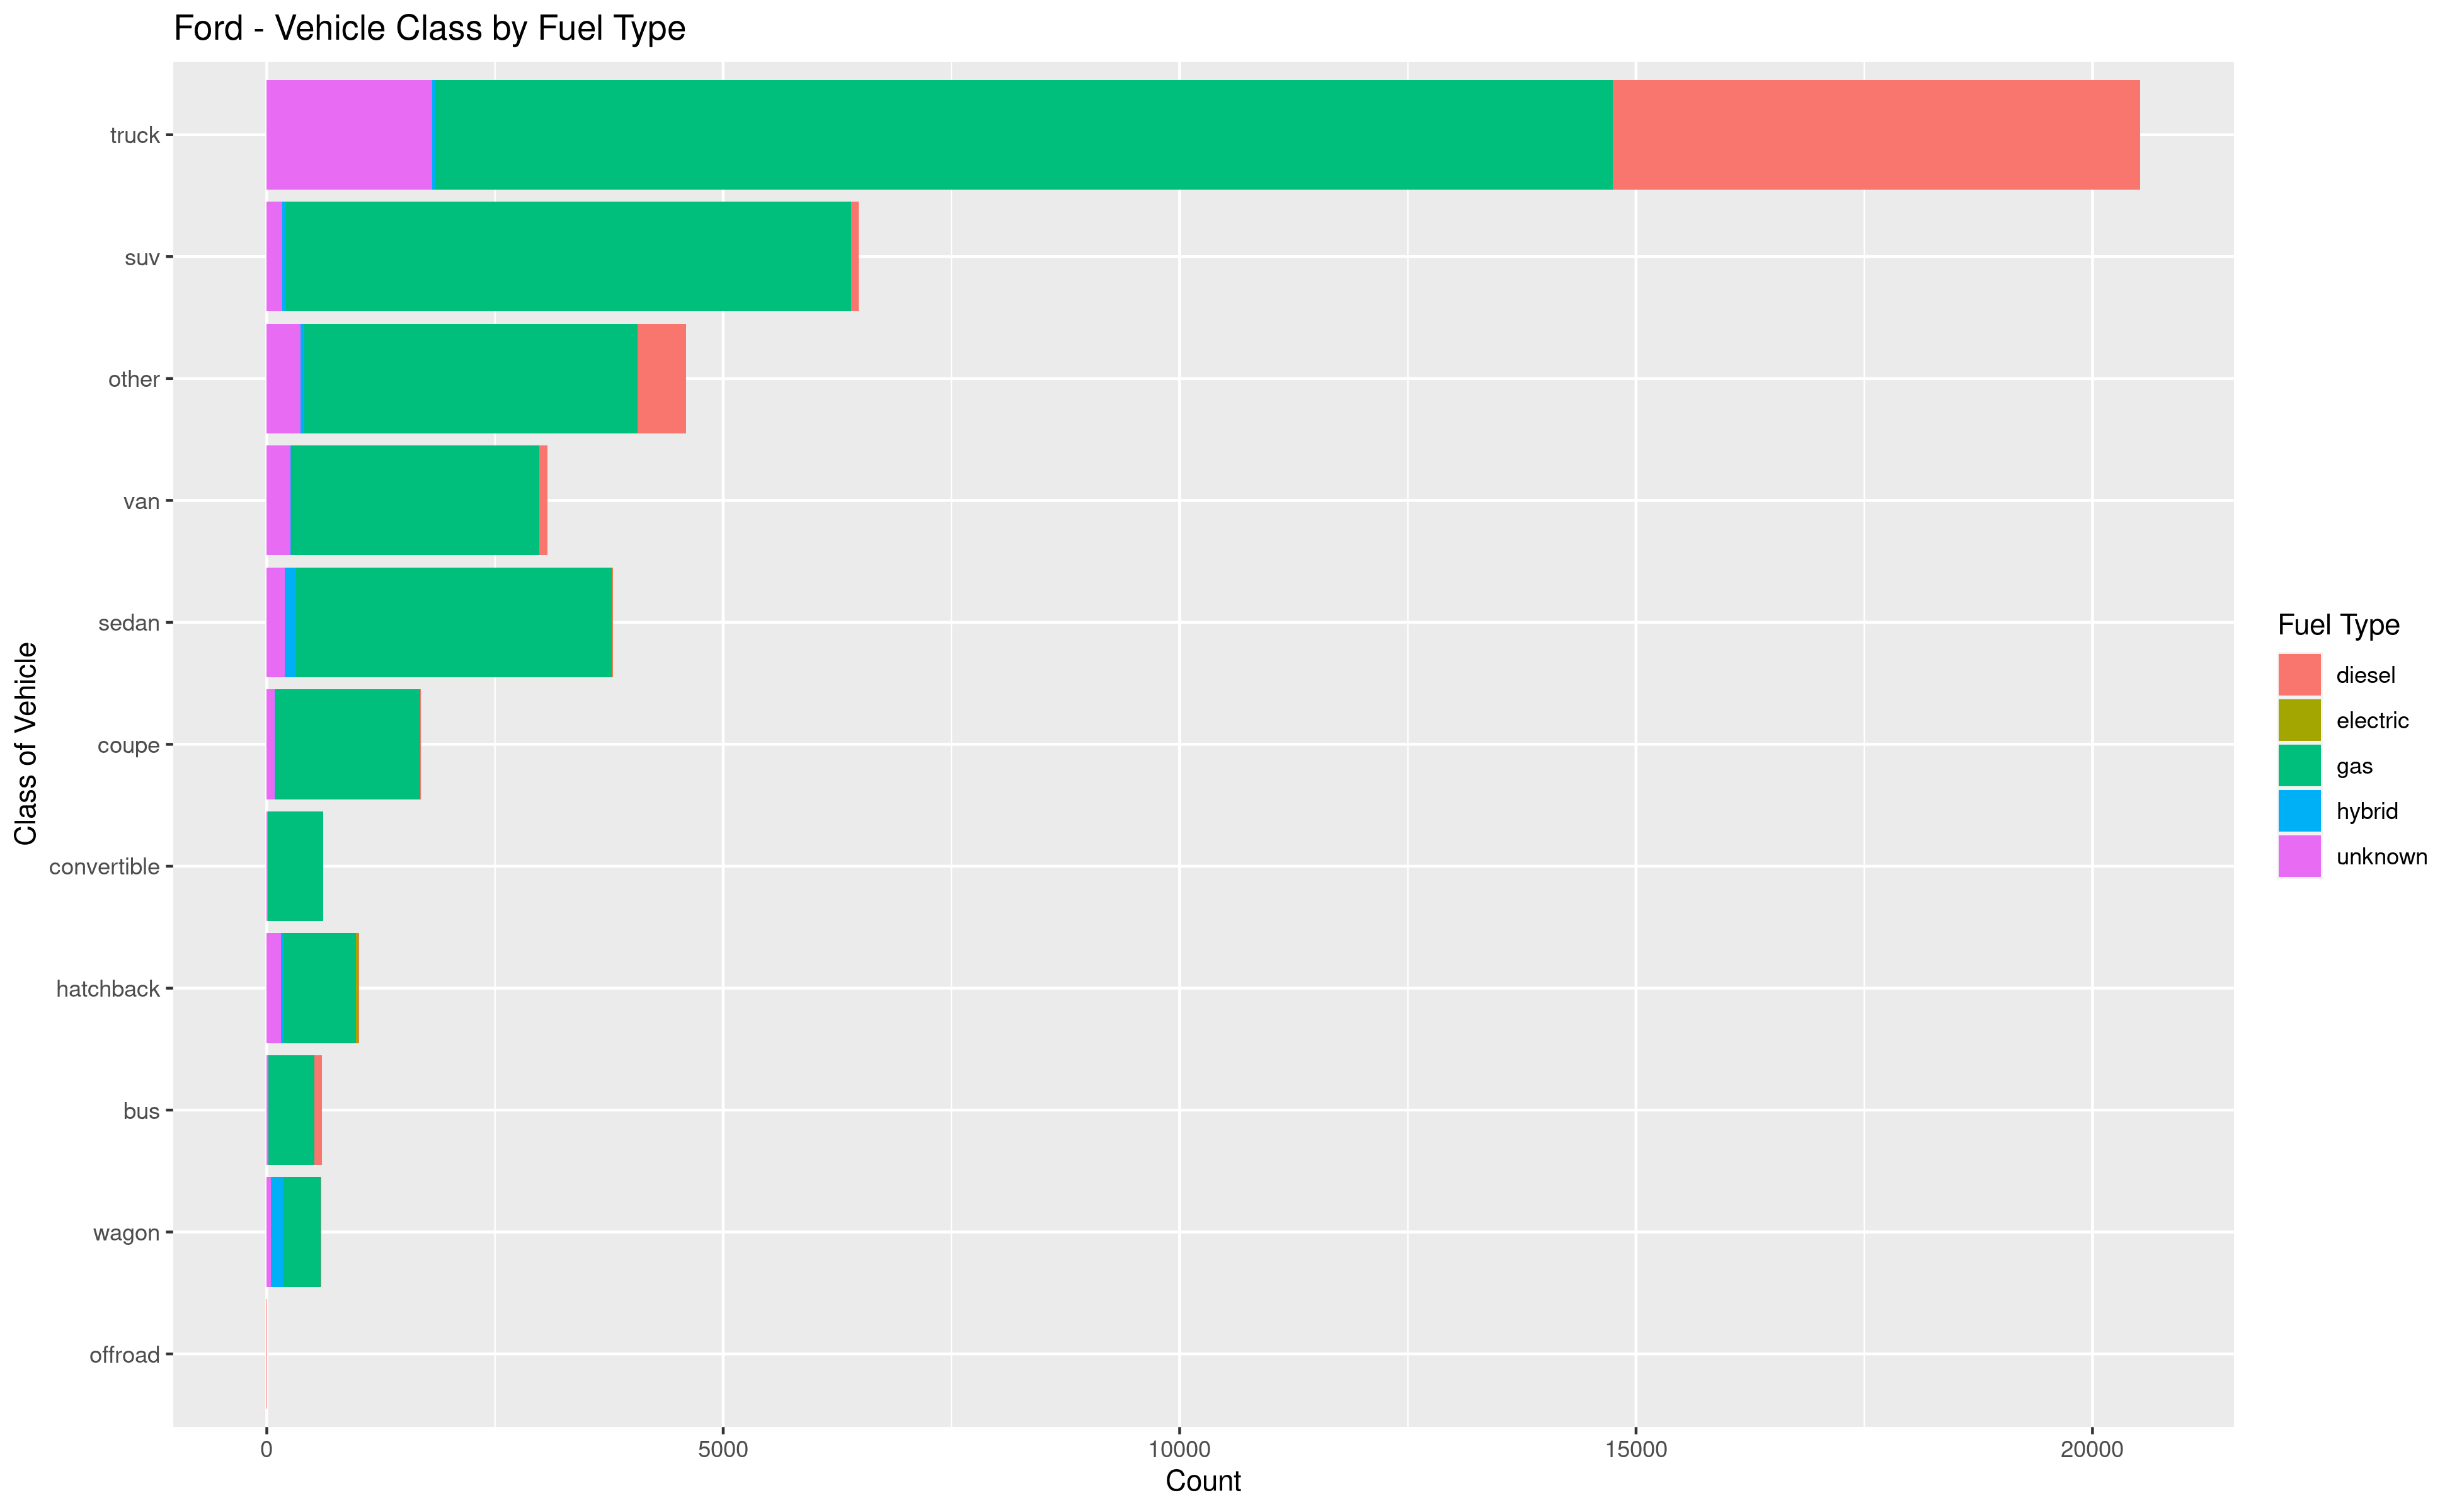 Ford - Vehicle Class by Fuel Type
Class of Vehicle
truck
suv
other
van
sedan
coupe
convertible
hatchback
bus
wagon
offroad
0 5000 10000 15000 20000
Count
Fuel Type
diesel
electric
gas
hybrid
unknown